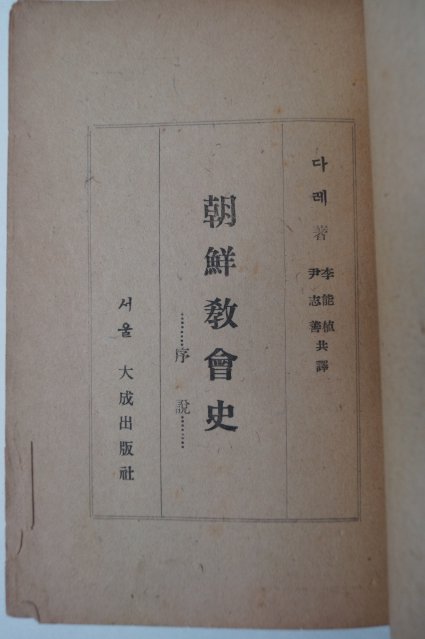 다레 著 李能植 尹志善 共譯
朝鮮教會史
序說
서울 大成出版社